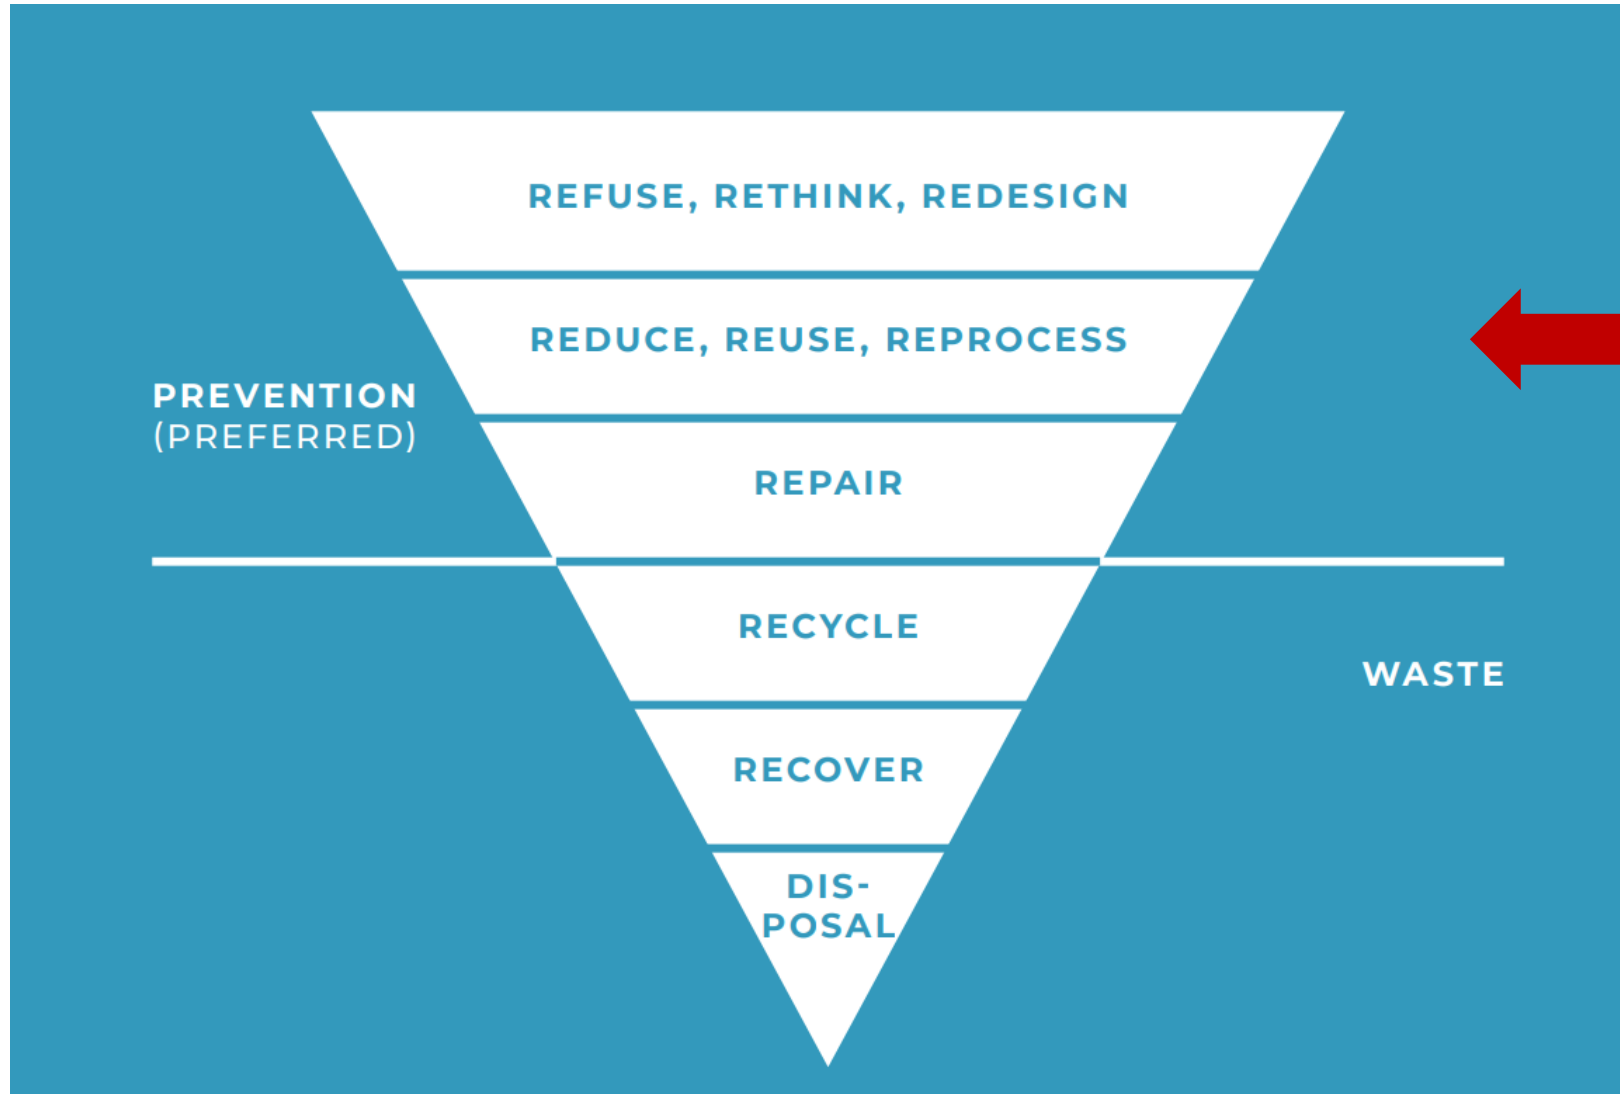 REFUSE, RETHINK, REDESIGN
REDUCE, REUSE, REPROCESS
PREVENTION
(PREFERRED)
REPAIR
RECYCLE
WASTE
RECOVER
DIS-
POSAL